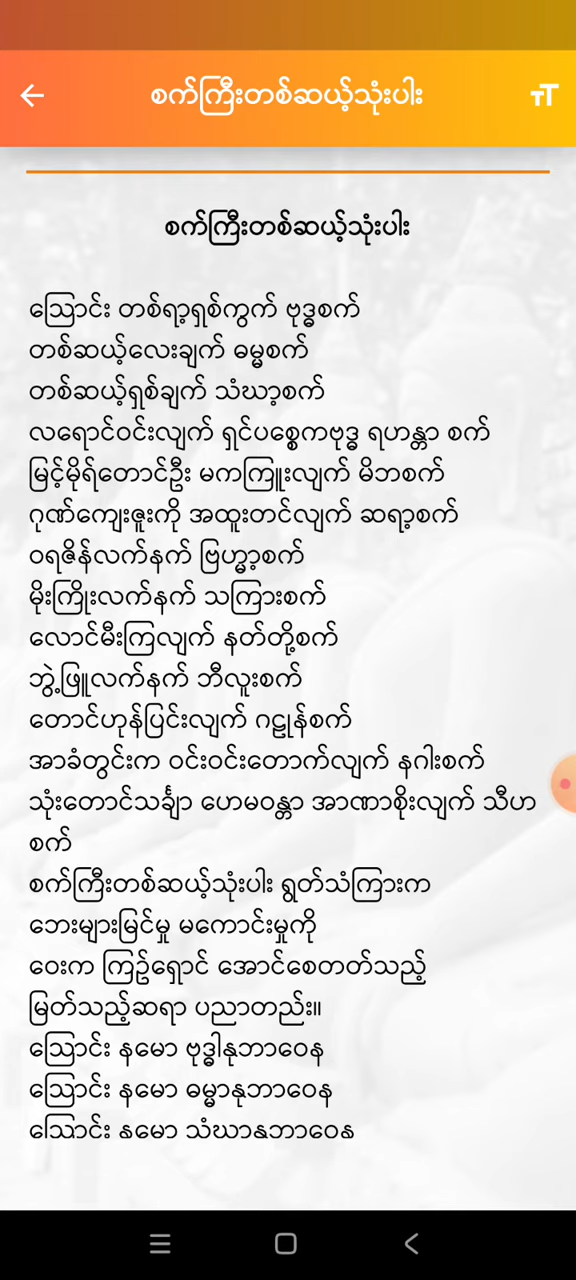 စက်ကြီးတစ်ဆယ့်သုံးပါး
စက်ကြီးတစ်ဆယ့်သုံးပါး
သြောင်း တစ်ရာ့ရှစ်ကွက် ဗုဒ္ဓစက်
တစ်ဆယ့်လေးချက် ဓမ္မစက်
တစ်ဆယ့်ရှစ်ချက် သံဃာ့စက်
လရောင်ဝင်းလျက် ရှင်ပစ္စေကဗုဒ္ဓ ရဟန္တာ စက်
မြင့်မိုရ်တောင်ဦး မကကြူးလျက် မိဘစက်
ဂုဏ်ကျေးဇူးကို အထူးတင်လျက် ဆရာ့စက်
ဝရဇိန်လက်နက် ဗြဟ္မာ့စက်
မိုးကြိုးလက်နက် သကြားစက်
လောင်မီးကြလျက် နတ်တို့စက်
ဘွဲ့ဖြူလက်နက် ဘီလူးစက်
တောင်ဟုန်ပြင်းလျက် ဂဠုန်စက်
အာခံတွင်းက ဝင်းဝင်းတောက်လျက် နဂါးစက်
သုံးတောင်သင်္ချာ ဟေမဝန္တာ အာဏာစိုးလျက် သီဟ
စက်
စက်ကြီးတစ်ဆယ့်သုံးပါး ရွတ်သံကြားက
ဘေးများမြင်မှု မကောင်းမှုကို
ဝေးက ကြဉ်ရှောင် အောင်စေတတ်သည့်
မြတ်သည့်ဆရာ ပညာတည်း။
သြောင်း နမော ဗုဒ္ဓါနုဘာဝေန
သြောင်း နမော ဓမ္မာနုဘာဝေန
သြောင်း နမော သံဃာနုဘာဝေန